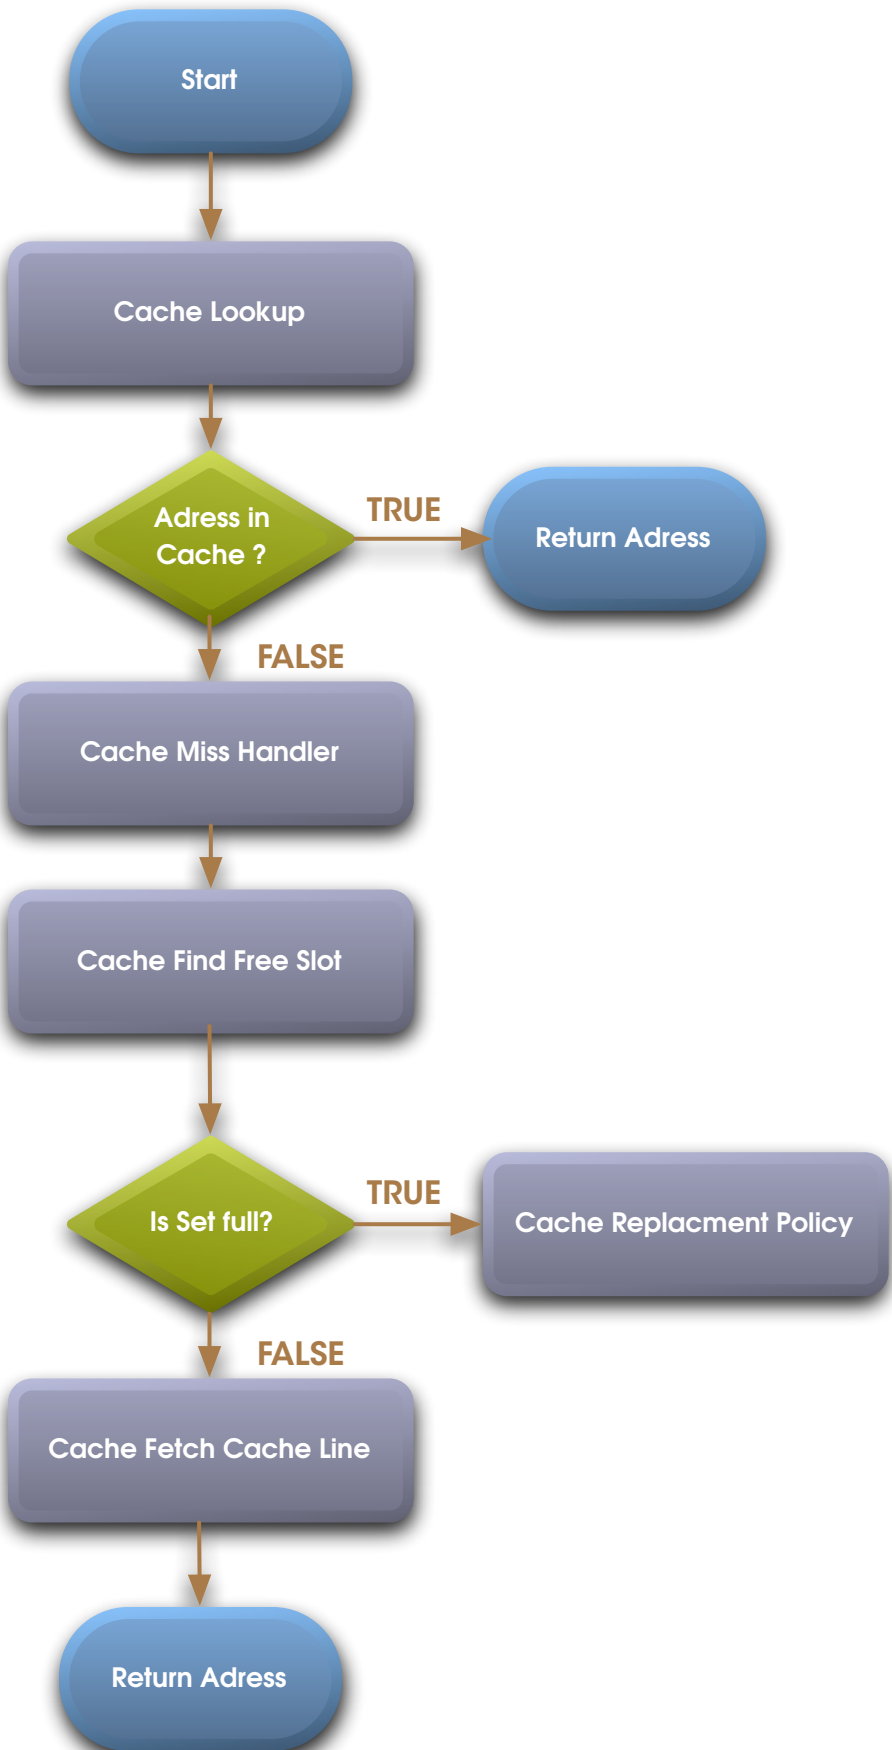 Start
Cache Lookup
Adress in
Cache ?
TRUE
Return Adress
FALSE
Cache Miss Handler
Cache Find Free Slot
Is Set full?
TRUE
Cache Replacment Policy
FALSE
Cache Fetch Cache Line
Return Adress